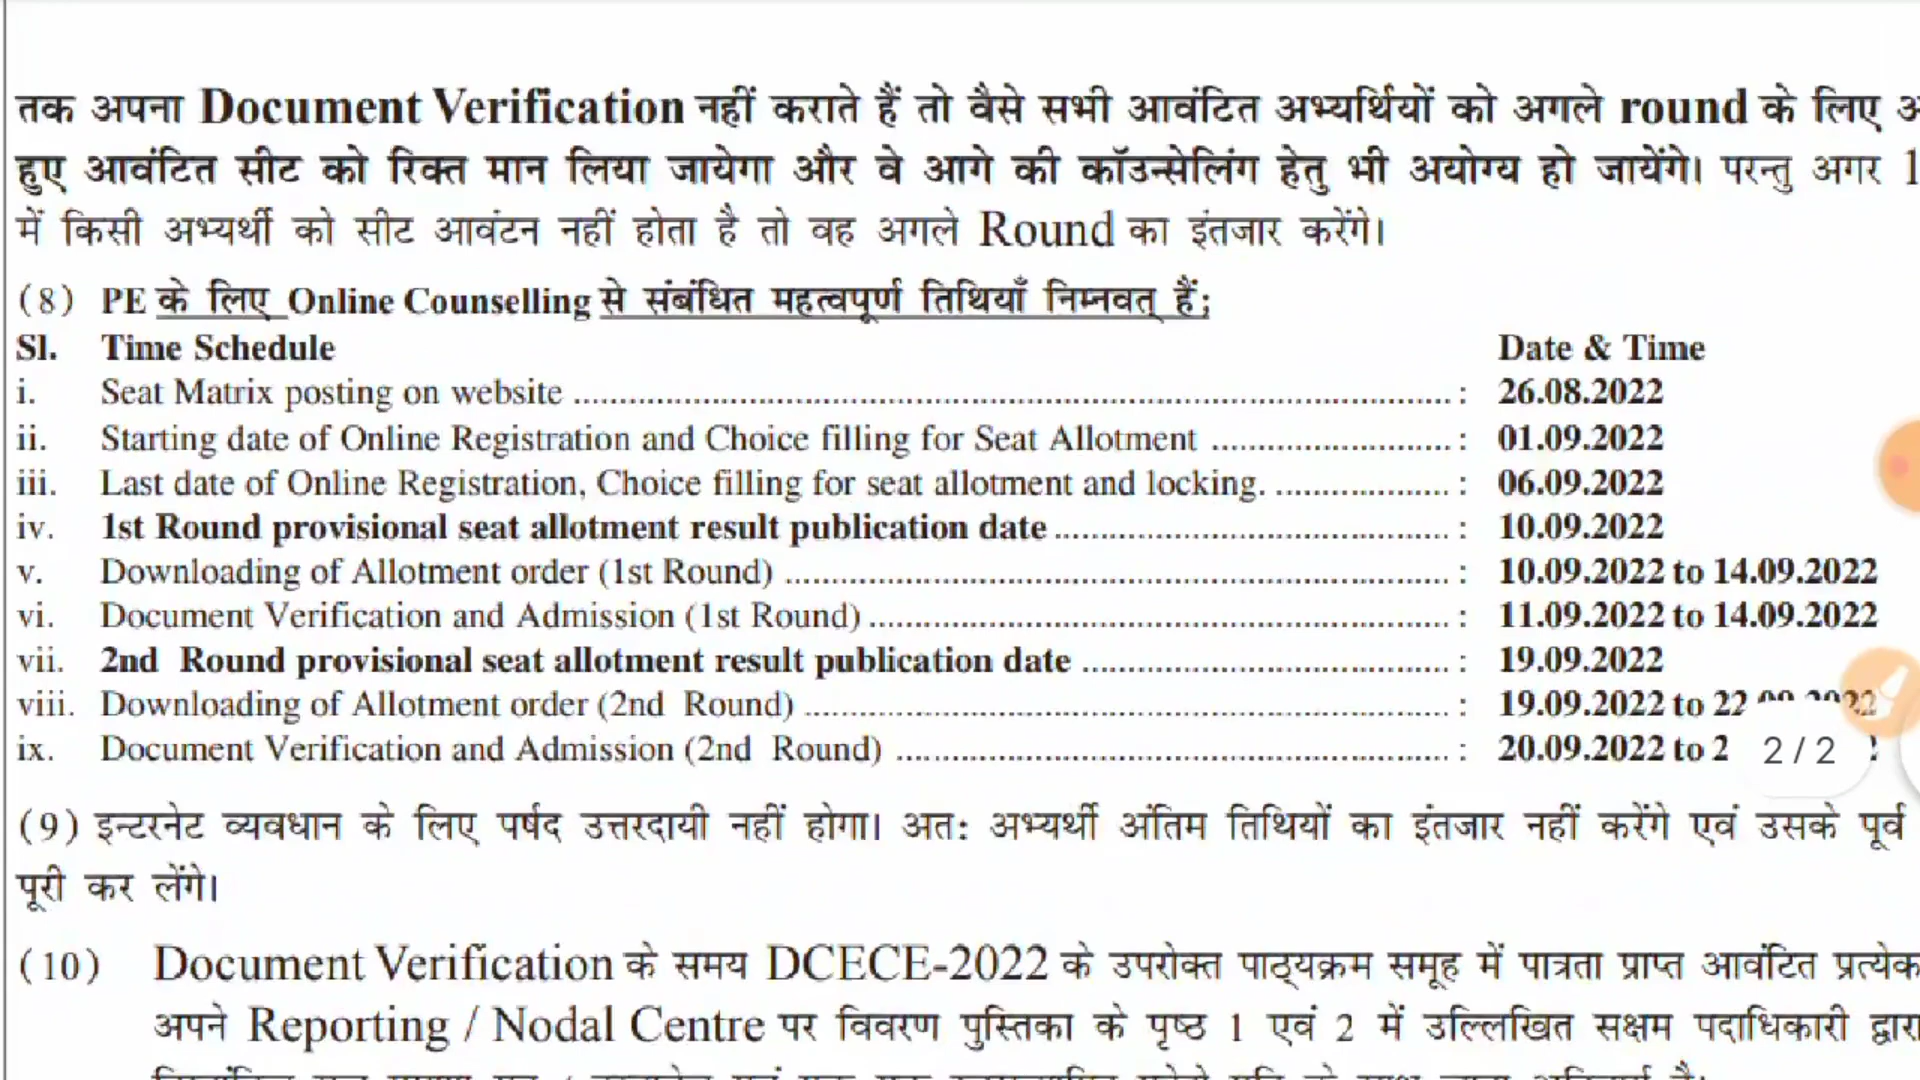 तक अपना Document Verification नहीं कराते हैं तो वैसे सभी आवंटित अभ्यर्थियों को अगले round के लिए
हुए आवंटित सीट को रिक्त मान लिया जायेगा और वे आगे की कॉउन्सेलिंग हेतु भी अयोग्य हो जायेंगे। परन्तु अगर 1
में किसी अभ्यर्थी को सीट आवंटन नहीं होता है तो वह अगले Round का इंतजार करेंगे।
(8) PE के लिए Online Counselling से संबंधित महत्वपूर्ण तिथियाँ निम्नवत् हैं;
Sl. Time Schedule Date & Time
i. Seat Matrix posting on website : 26.08.2022
ii. Starting date of Online Registration and Choice filling for Seat Allotment : 01.09.2022
iii. Last date of Online Registration, Choice filling for seat allotment and locking. : 06.09.2022
iv. 1st Round provisional seat allotment result publication date : 10.09.2022
v. Downloading of Allotment order (1st Round) : 10.09.2022 to 14.09.2022
vi. Document Verification and Admission (1st Round) : 11.09.2022 to 14.09.2022
vii. 2nd Round provisional seat allotment result publication date : 19.09.2022
viii. Downloading of Allotment order (2nd Round) : 19.09.2022 to 22
ix. Document Verification and Admission (2nd Round) : 20.09.2022 to 2
2 / 2
(9) इन्टरनेट व्यवधान के लिए पर्षद उत्तरदायी नहीं होगा। अतः अभ्यर्थी अंतिम तिथियों का इंतजार नहीं करेंगे एवं उसके पूर्व
पूरी कर लेंगे।
(10) Document Verification के समय DCECE-2022 के उपरोक्त पाठ्यक्रम समूह में पात्रता प्राप्त आवंटित प्रत्येक
अपने Reporting / Nodal Centre पर विवरण पुस्तिका के पृष्ठ 1 एवं 2 में उल्लिखित सक्षम पदाधिकारी द्वारा